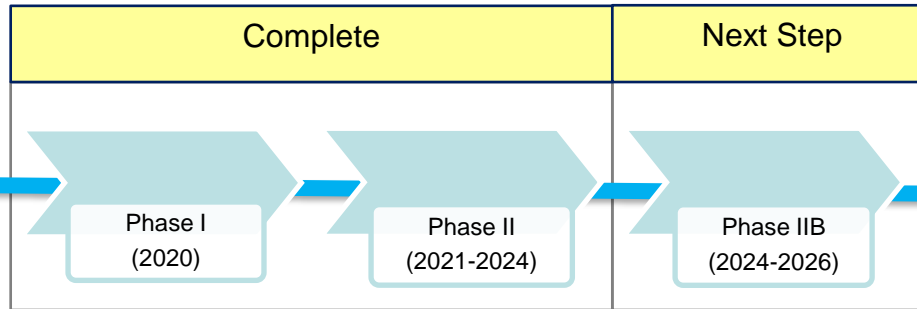 Complete
Next Step
Phase I
(2020)
Phase II
(2021-2024)
Phase IIB
(2024-2026)